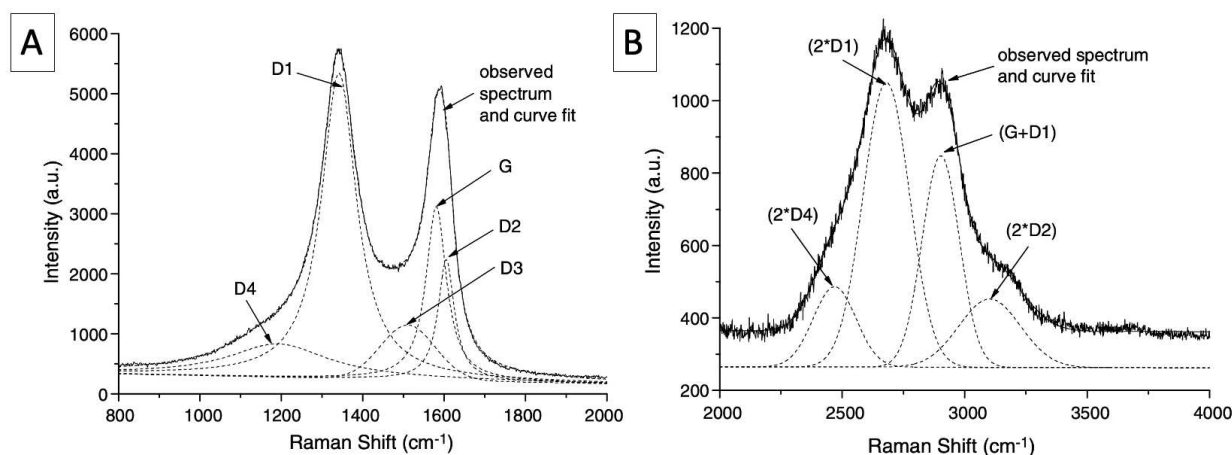 A
6000
5000
4000
3000
2000
1000
0
Intensity (a.u.)
D1
observed
spectrum
and curve fit
G
D2
D3
D4
800 1000 1200 1400 1600 1800 2000
Raman Shift (cm-1)
B
1200
1000
800
600
400
200
Intensity (a.u.)
(2*D1)
observed spectrum
and curve fit
(G+D1)
(2*D4)
(2*D2)
2000 2500 3000 3500 4000
Raman Shift (cm-1)